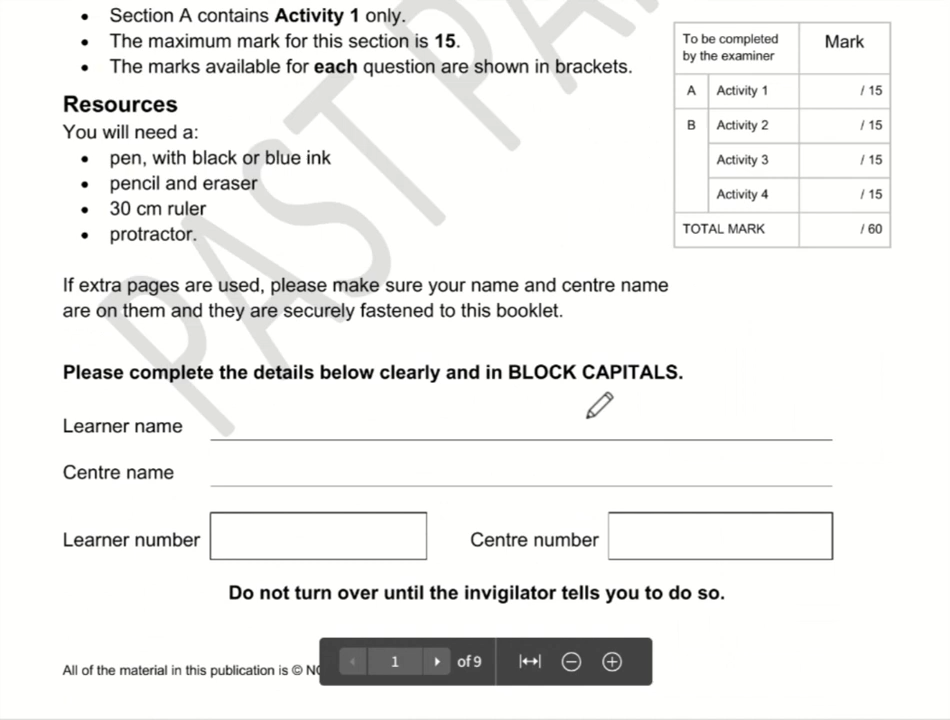 • Section A contains Activity 1 only.
• The maximum mark for this section is 15.
• The marks available for each question are shown in brackets.
Resources
You will need a:
• pen, with black or blue ink
• pencil and eraser
• 30 cm ruler
• protractor.
To be completed
by the examiner
Mark
A Activity 1 / 15
B Activity 2 / 15
Activity 3 / 15
Activity 4 / 15
TOTAL MARK / 60
If extra pages are used, please make sure your name and centre name
are on them and they are securely fastened to this booklet.
Please complete the details below clearly and in BLOCK CAPITALS.
Learner name
Centre name
Learner number
Centre number
Do not turn over until the invigilator tells you to do so.
All of the material in this publication is ©
1 of 9
PAST